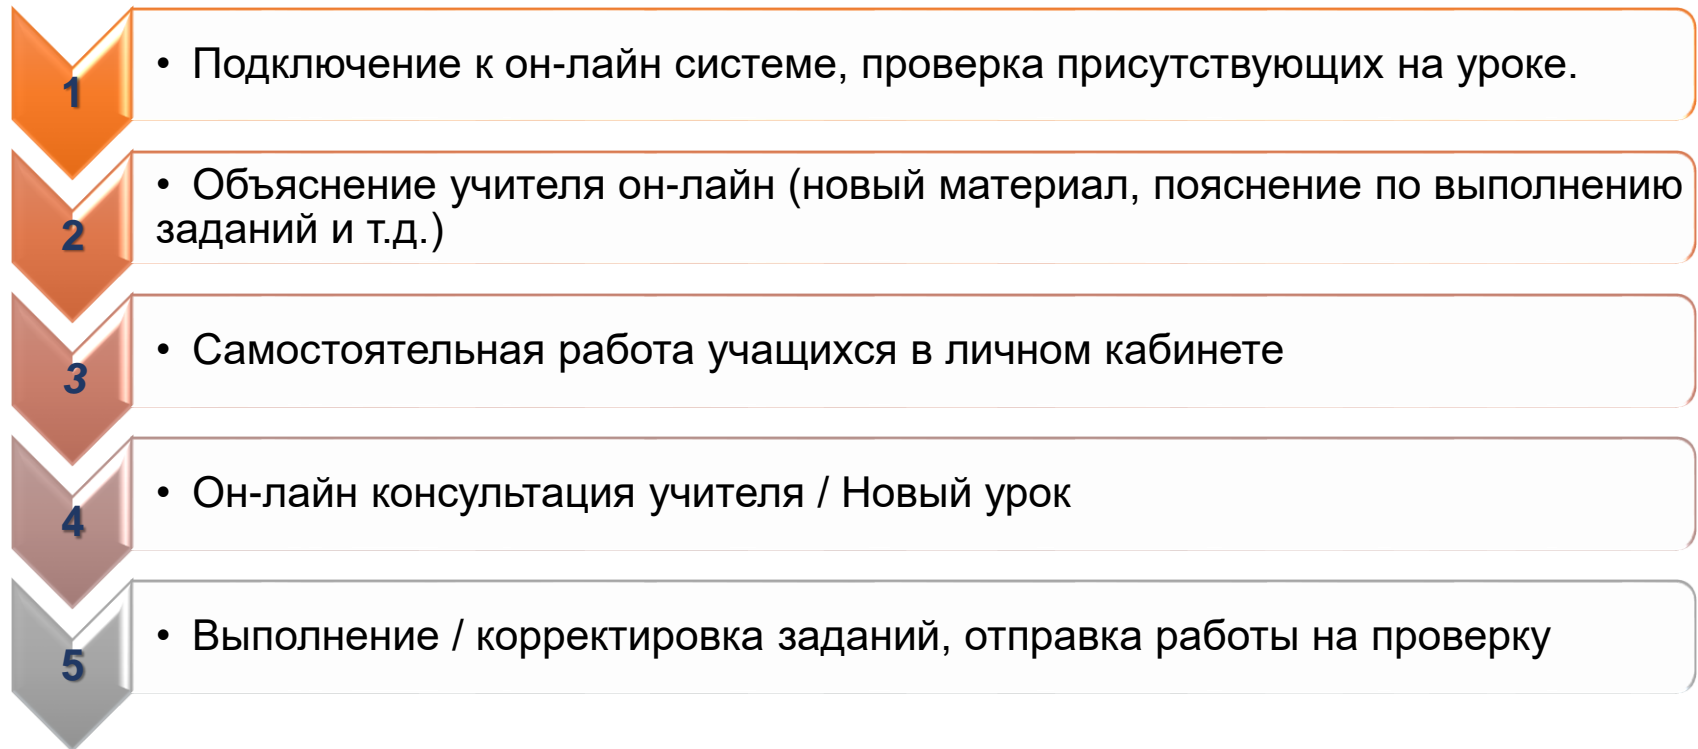 1
• Подключение к он-лайн системе, проверка присутствующих на уроке.
2
• Объяснение учителя он-лайн (новый материал, пояснение по выполнению
заданий и т.д.)
3
• Самостоятельная работа учащихся в личном кабинете
4
• Он-лайн консультация учителя / Новый урок
5
• Выполнение / корректировка заданий, отправка работы на проверку